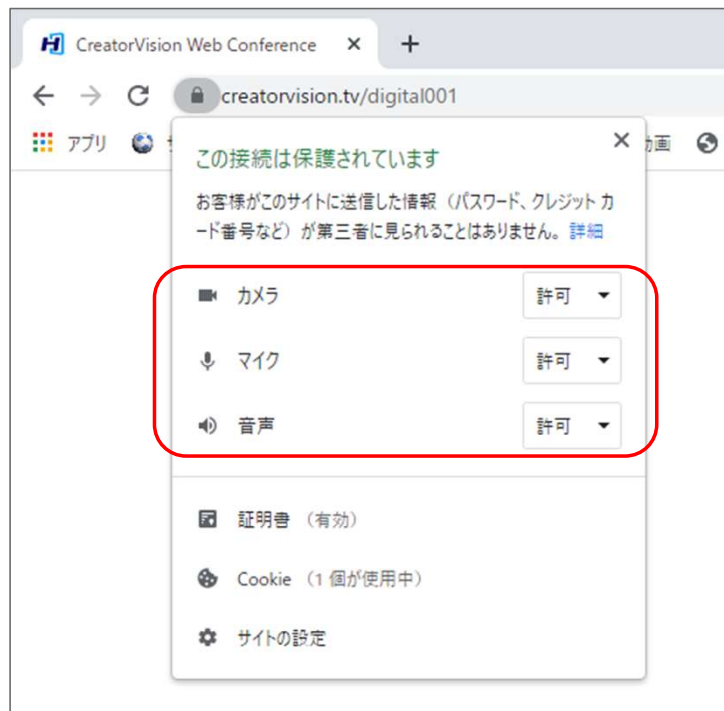 CreatorVision Web Conference
creatorvision.tv/digital001
アプリ
動画
この接続は保護されています
お客様がこのサイトに送信した情報（パスワード、クレジット カ
ード番号など）が第三者に見られることはありません。 詳細
カメラ 許可
マイク 許可
音声 許可
証明書 （有効）
Cookie （1 個が使用中）
サイトの設定